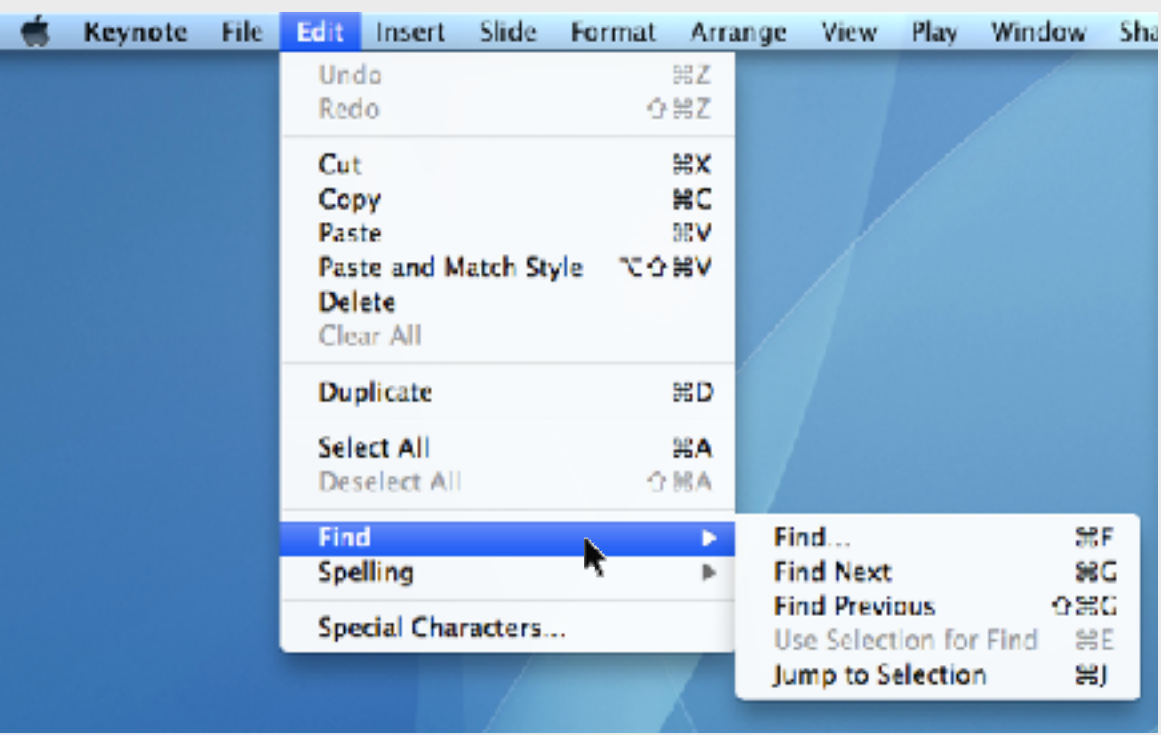 Keynote File Edit Insert Slide Format Arrange View Play Window Sha
Undo ⌘Z
Redo ⇧⌘Z
Cut ⌘X
Copy ⌘C
Paste ⌘V
Paste and Match Style ⌥⇧⌘V
Delete
Clear All
Duplicate ⌘D
Select All ⌘A
Deselect All ⇧⌘A
Find
Spelling
Special Characters...
Find... ⌘F
Find Next ⌘G
Find Previous ⇧⌘G
Use Selection for Find ⌘E
Jump to Selection ⌘J